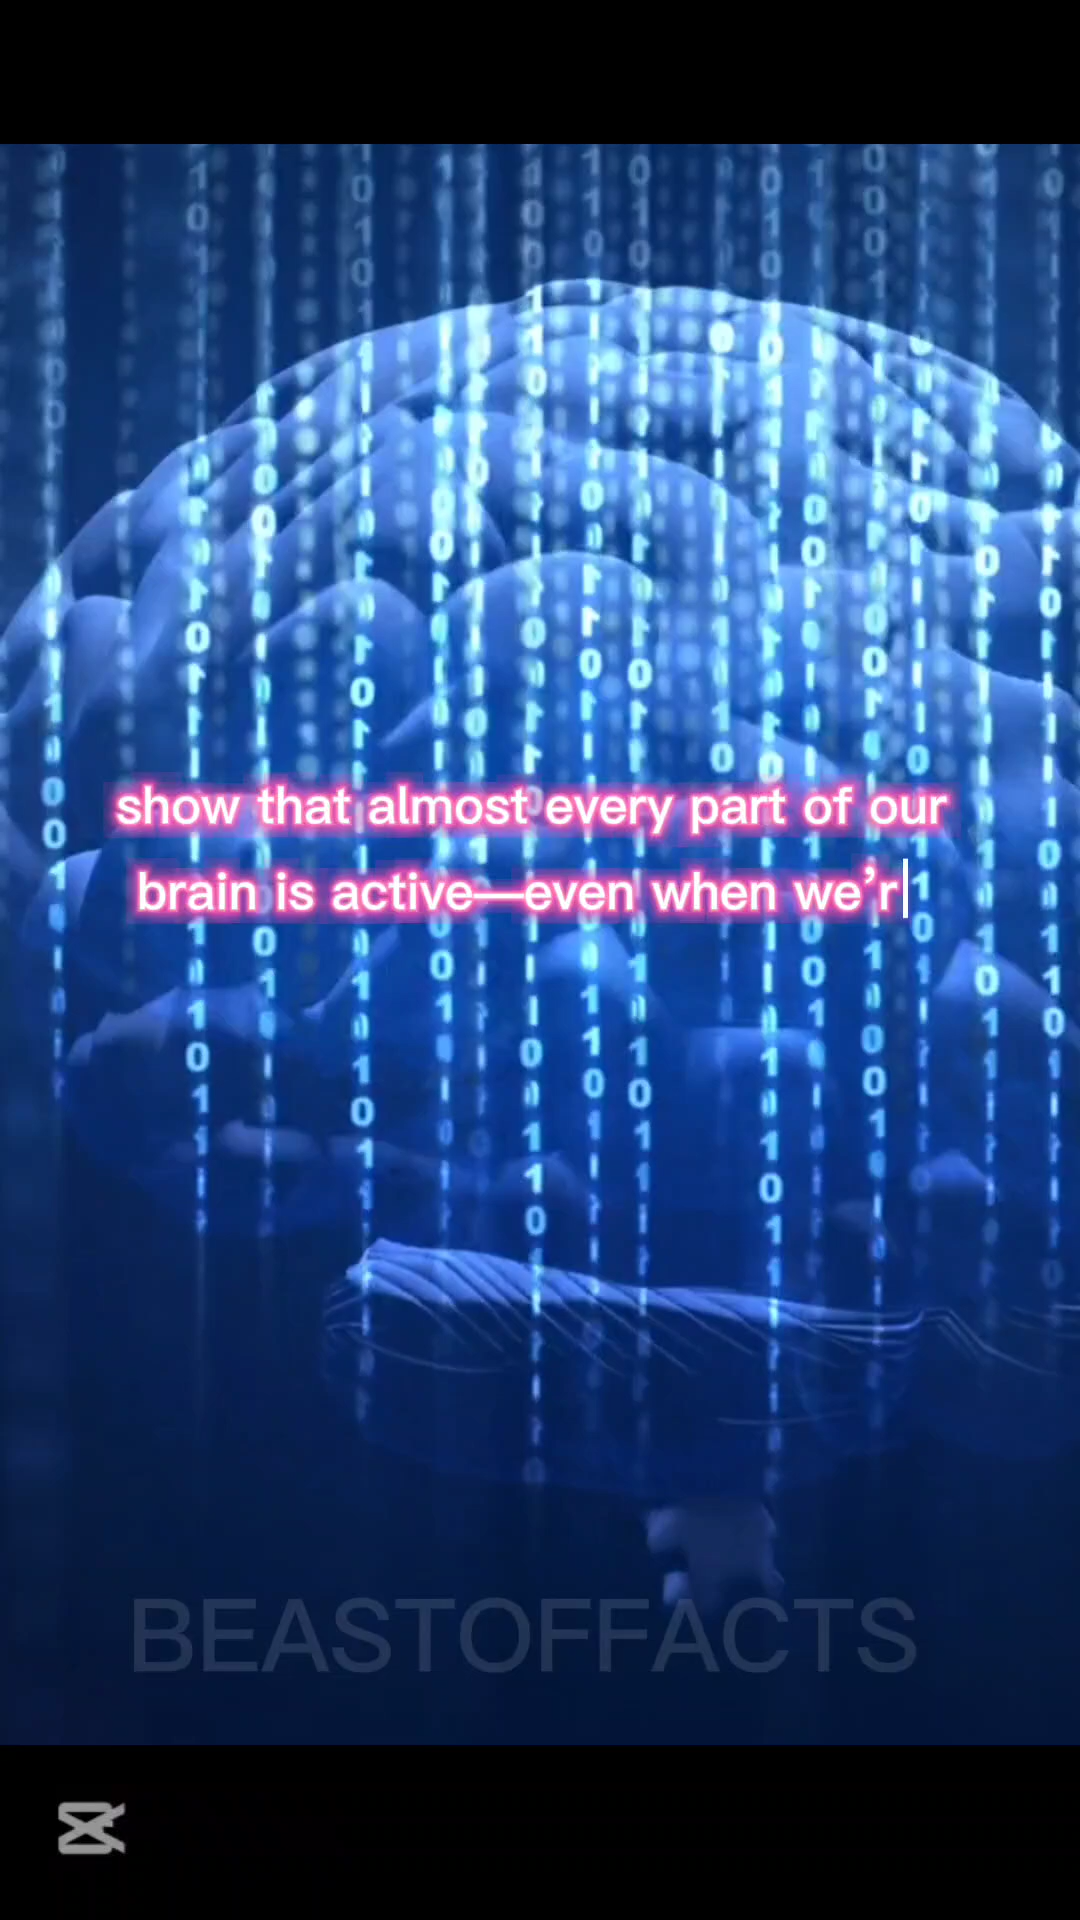 show that almost every part of our
brain is active—even when we’r
BEASTOFFACTS